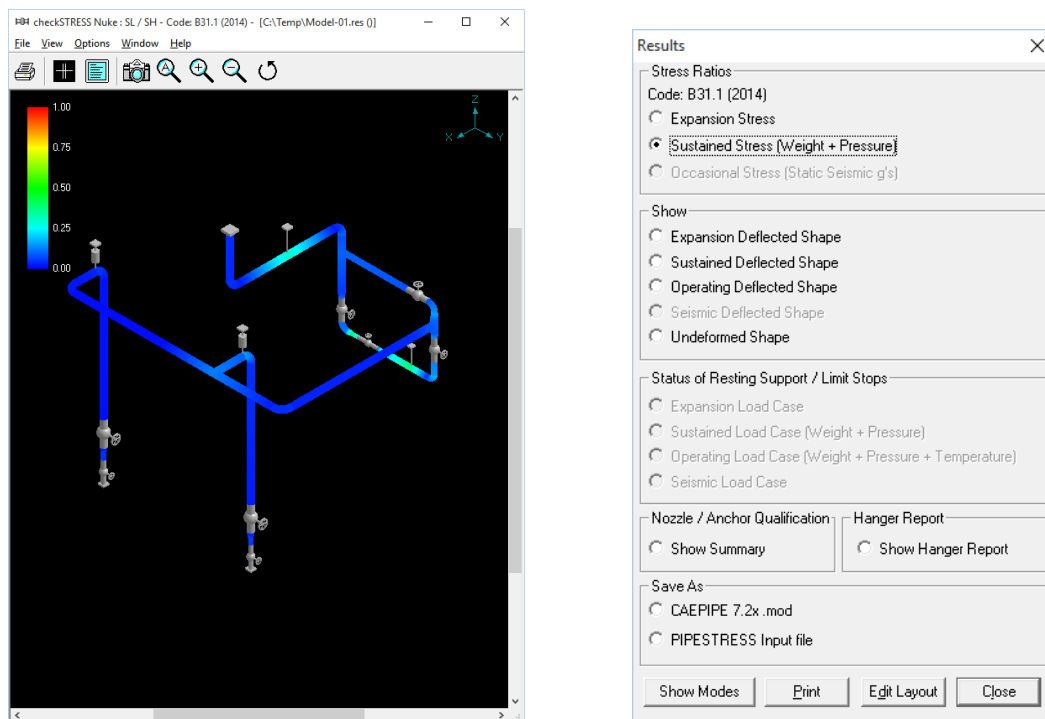 checkSTRESS Nuke : SL / SH - Code: B31.1 (2014) - [C:\Temp\Model-01.res ()]
File View Options Window Help
A
1.00
0.75
0.50
0.25
0.00
Z
X Y
Results
Stress Ratios
Code: B31.1 (2014)
Expansion Stress
Sustained Stress (Weight + Pressure)
Occasional Stress (Static Seismic g's)
Show
Expansion Deflected Shape
Sustained Deflected Shape
Operating Deflected Shape
Seismic Deflected Shape
Undeformed Shape
Status of Resting Support / Limit Stops
Expansion Load Case
Sustained Load Case (Weight + Pressure)
Operating Load Case (Weight + Pressure + Temperature)
Seismic Load Case
Nozzle / Anchor Qualification Hanger Report
Show Summary Show Hanger Report
Save As
CAEPIPE 7.2x .mod
PIPESTRESS Input file
Show Modes Print Edit Layout Close